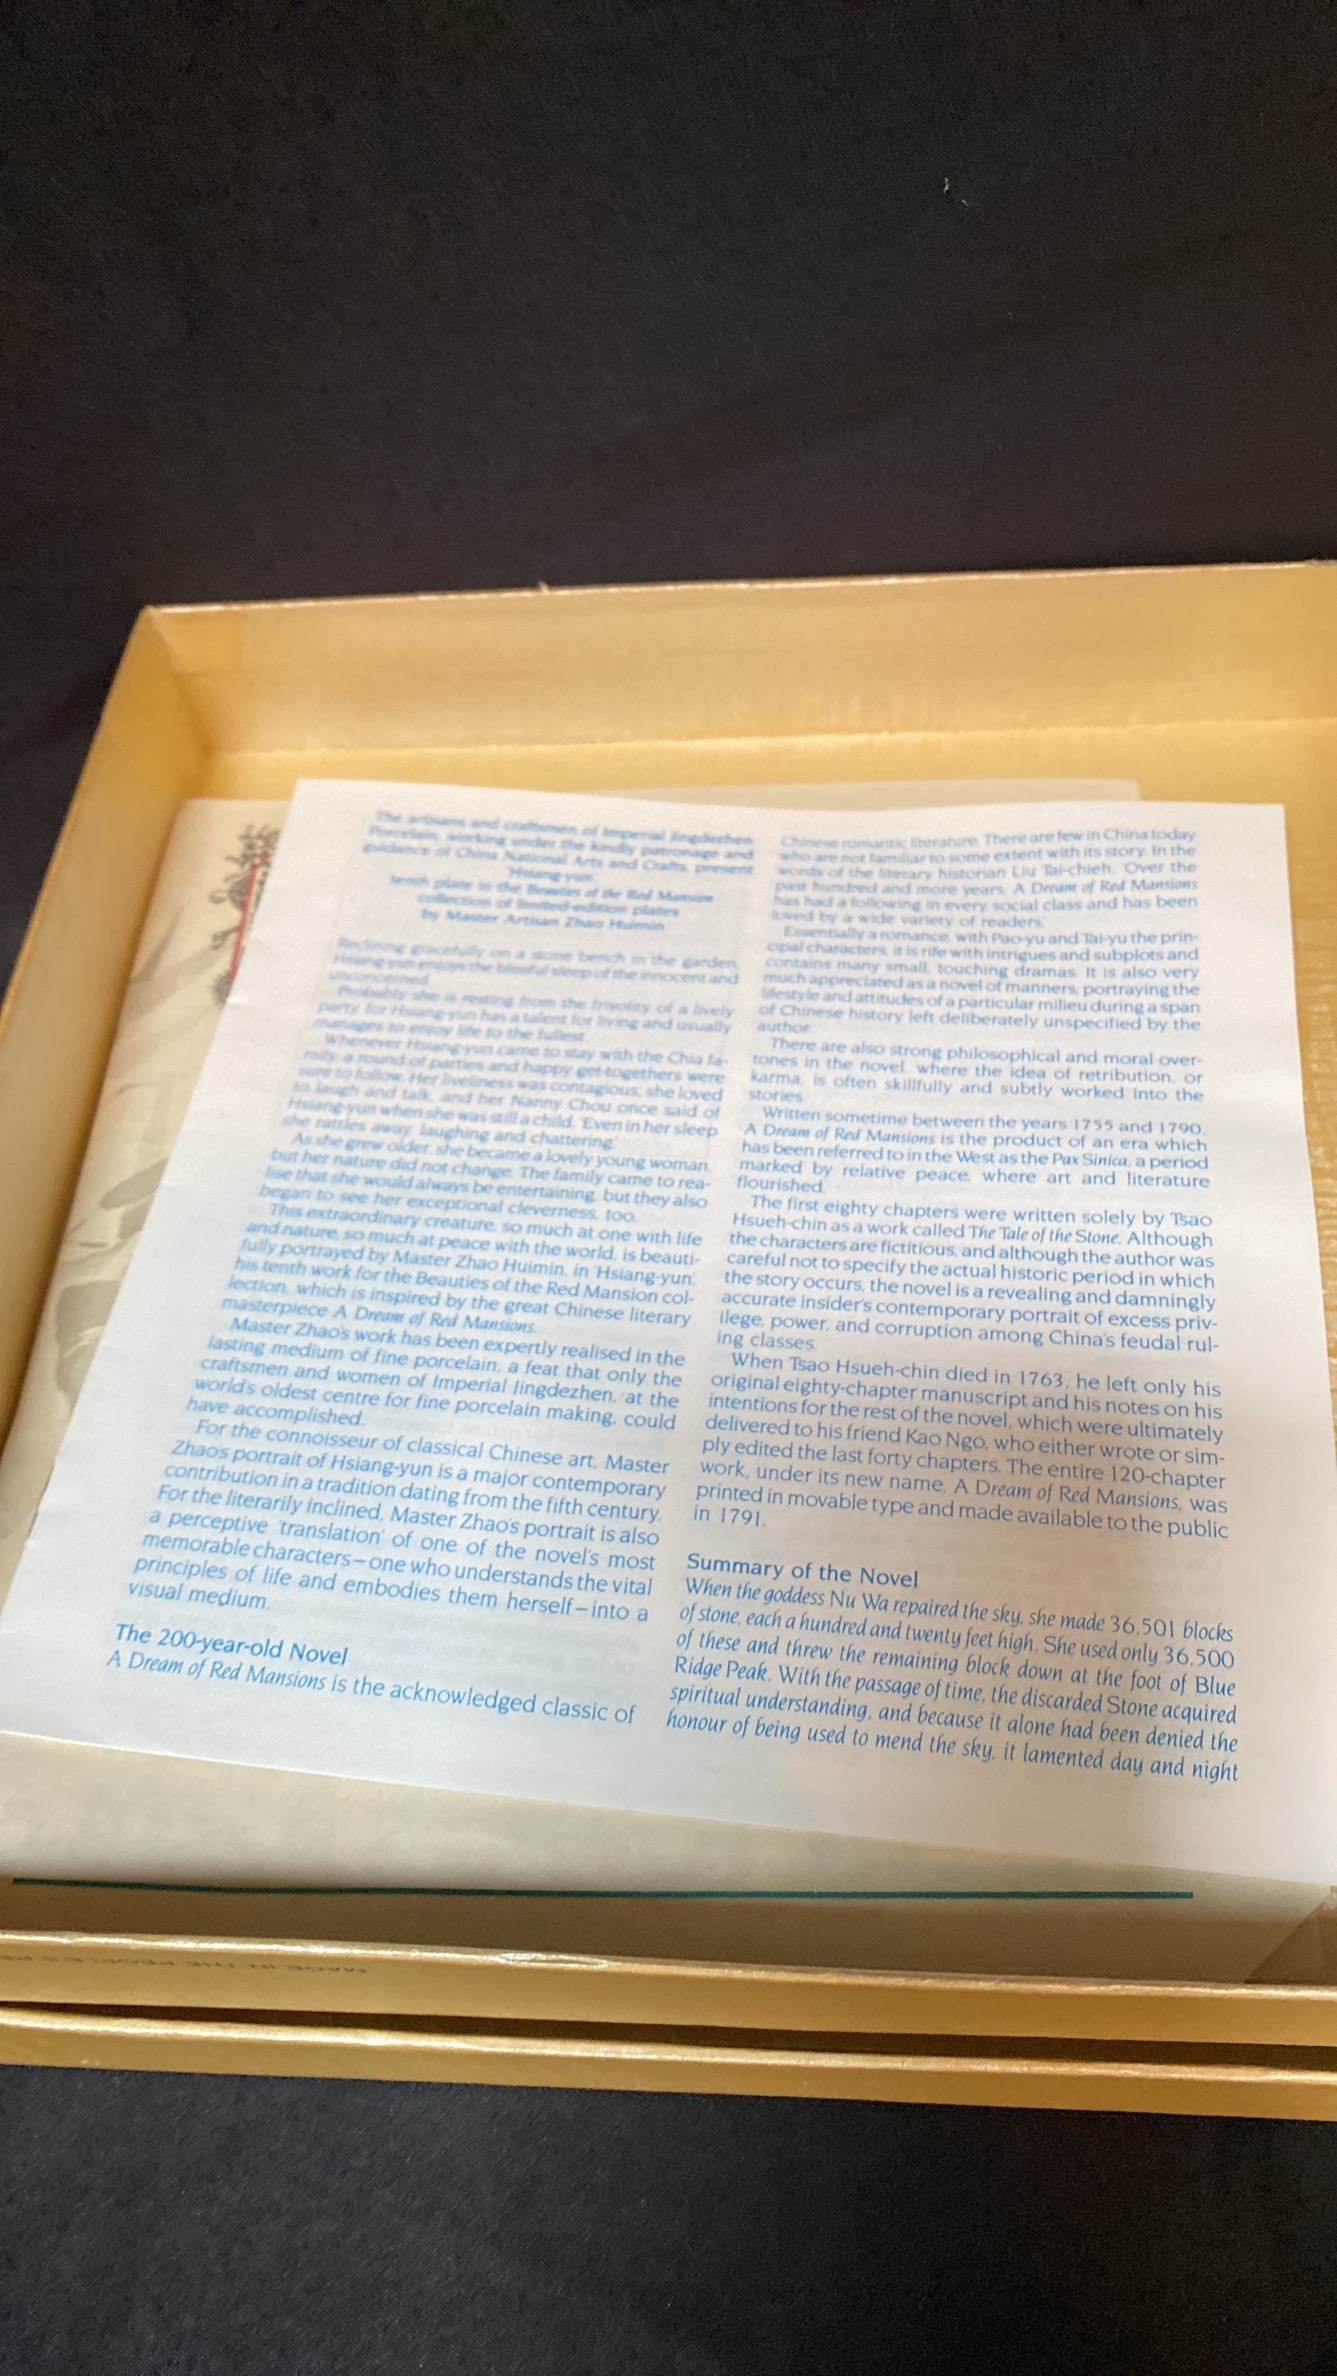 The artisans and craftsmen of Imperial Jingdezhen
Porcelain, working under the kindly patronage and
guidance of China National Arts and Crafts, present
'Hsiang-yun'
tenth plate in the Beauties of the Red Mansion
collection of limited-edition plates
by Master Artisan Zhao Huimin.
Reclining gracefully on a stone bench in the garden,
Hsiang-yun enjoys the blissful sleep of the innocent and
unconcerned.
Probably she is resting from the frivolity of a lively
party, for Hsiang-yun has a talent for living and usually
manages to enjoy life to the fullest.
Whenever Hsiang-yun came to stay with the Chia fa-
mily, a round of parties and happy get-togethers were
sure to follow. Her liveliness was contagious; she loved
to laugh and talk, and her Nanny Chou once said of
Hsiang-yun when she was still a child, 'Even in her sleep
she rattles away, laughing and chattering.'
As she grew older, she became a lovely young woman,
but her nature did not change. The family came to rea-
lise that she would always be entertaining, but they also
began to see her exceptional cleverness, too.
This extraordinary creature, so much at one with life
and nature, so much at peace with the world, is beauti-
fully portrayed by Master Zhao Huimin, in 'Hsiang-yun',
his tenth work for the Beauties of the Red Mansion col-
lection, which is inspired by the great Chinese literary
masterpiece A Dream of Red Mansions.
Master Zhao's work has been expertly realised in the
lasting medium of fine porcelain, a feat that only the
craftsmen and women of Imperial Jingdezhen, at the
world's oldest centre for fine porcelain making, could
have accomplished.
For the connoisseur of classical Chinese art, Master
Zhao's portrait of Hsiang-yun is a major contemporary
contribution in a tradition dating from the fifth century.
For the literarily inclined, Master Zhao's portrait is also
a perceptive 'translation' of one of the novel's most
memorable characters—one who understands the vital
principles of life and embodies them herself—into a
visual medium.
The 200-year-old Novel
A Dream of Red Mansions is the acknowledged classic of
Chinese romantic literature. There are few in China today
who are not familiar to some extent with its story. In the
words of the literary historian Liu Tai-chieh, 'Over the
past hundred and more years, A Dream of Red Mansions
has had a following in every social class and has been
loved by a wide variety of readers.'
Essentially a romance, with Pao-yu and Tai-yu the prin-
cipal characters, it is rife with intrigues and subplots and
contains many small, touching dramas. It is also very
much appreciated as a novel of manners, portraying the
lifestyle and attitudes of a particular milieu during a span
of Chinese history left deliberately unspecified by the
author.
There are also strong philosophical and moral over-
tones in the novel, where the idea of retribution, or
karma, is often skillfully and subtly worked into the
stories.
Written sometime between the years 1755 and 1790,
A Dream of Red Mansions is the product of an era which
has been referred to in the West as the Pax Sinica, a period
marked by relative peace, where art and literature
flourished.
The first eighty chapters were written solely by Tsao
Hsueh-chin as a work called The Tale of the Stone. Although
the characters are fictitious, and although the author was
careful not to specify the actual historic period in which
the story occurs, the novel is a revealing and damningly
accurate insider's contemporary portrait of excess priv-
ilege, power, and corruption among China's feudal rul-
ing classes.
When Tsao Hsueh-chin died in 1763, he left only his
original eighty-chapter manuscript and his notes on his
intentions for the rest of the novel, which were ultimately
delivered to his friend Kao Ngo, who either wrote or sim-
ply edited the last forty chapters. The entire 120-chapter
work, under its new name, A Dream of Red Mansions, was
printed in movable type and made available to the public
in 1791.
Summary of the Novel
When the goddess Nu Wa repaired the sky, she made 36,501 blocks
of stone, each a hundred and twenty feet high. She used only 36,500
of these and threw the remaining block down at the foot of Blue
Ridge Peak. With the passage of time, the discarded Stone acquired
spiritual understanding, and because it alone had been denied the
honour of being used to mend the sky, it lamented day and night
MADE IN THE PEOPLE'S